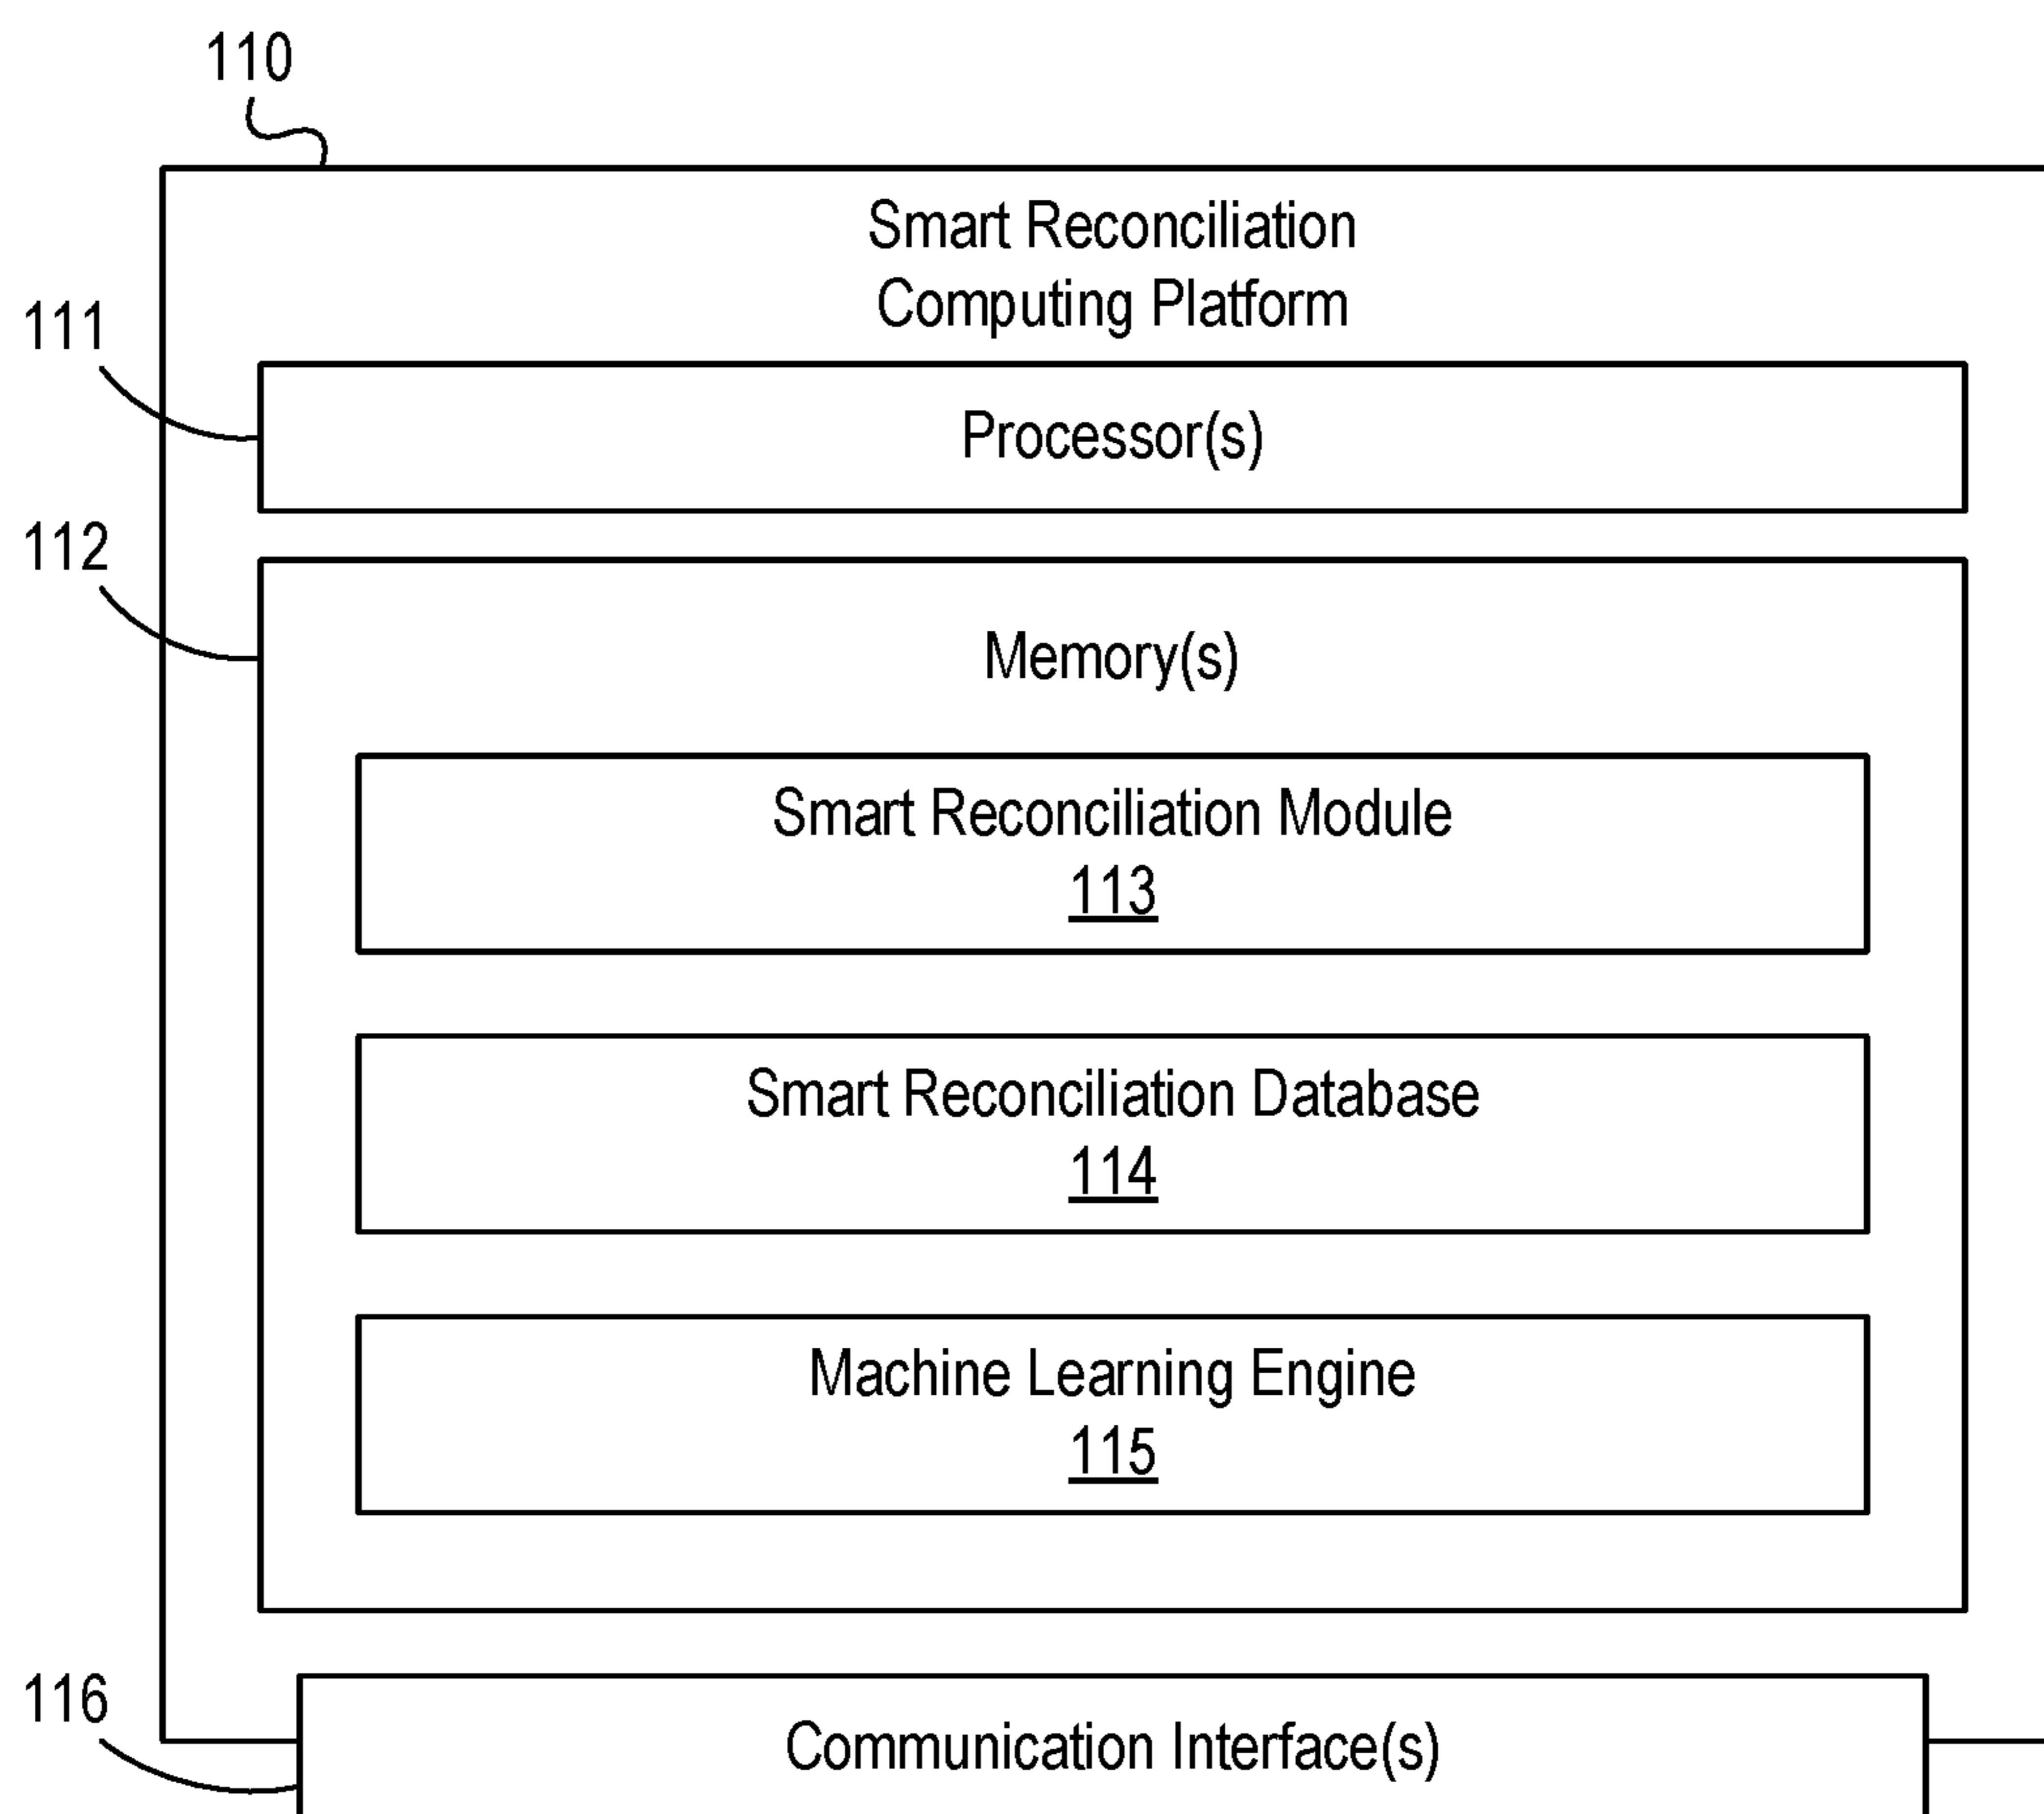 110
Smart Reconciliation
Computing Platform
111
Processor(s)
112
Memory(s)
Smart Reconciliation Module
113
Smart Reconciliation Database
114
Machine Learning Engine
115
116
Communication Interface(s)